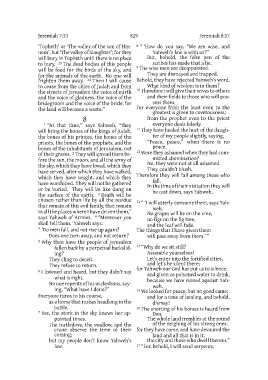 Jeremiah 7:33
829
Jeremiah 8:17
‘Topheth’ or ‘The valley of the son of Hin-
nom’, but ‘The valley of slaughter’; for they
will bury in Topheth until there is no place
to bury. 33 The dead bodies of this people
will be food for the birds of the sky, and
for the animals of the earth. No one will
frighten them away. 34 Then I will cause
to cease from the cities of Judah and from
the streets of Jerusalem the voice of mirth
and the voice of gladness, the voice of the
bridegroom and the voice of the bride; for
the land will become a waste.”
8
1 “At that time,” says Yahweh, “they
will bring the bones of the kings of Judah,
the bones of his princes, the bones of the
priests, the bones of the prophets, and the
bones of the inhabitants of Jerusalem, out
of their graves. 2 They will spread them be-
fore the sun, the moon, and all the army of
the sky, which they have loved, which they
have served, after which they have walked,
which they have sought, and which they
have worshiped. They will not be gathered
or be buried. They will be like dung on
the surface of the earth. 3 Death will be
chosen rather than life by all the residue
that remain of this evil family, that remain
in all the places where I have driven them,”
says Yahweh of Armies. 4 “Moreover you
shall tell them, ‘Yahweh says:
“‘Do men fall, and not rise up again?
Does one turn away, and not return?
5 Why then have the people of Jerusalem
fallen back by a perpetual backslid-
ing?
They cling to deceit.
They refuse to return.
6 I listened and heard, but they didn’t say
what is right.
No one repents of his wickedness, say-
ing, “What have I done?”
Everyone turns to his course,
as a horse that rushes headlong in the
battle.
7 Yes, the stork in the sky knows her ap-
pointed times.
The turtledove, the swallow, and the
crane observe the time of their
coming;
but my people don’t know Yahweh’s
law.
8 “‘How do you say, “We are wise, and
Yahweh’s law is with us?”
But, behold, the false pen of the
scribes has made that a lie.
9 The wise men are disappointed.
They are dismayed and trapped.
Behold, they have rejected Yahweh’s word.
What kind of wisdom is in them?
10 Therefore I will give their wives to others
and their fields to those who will pos-
sess them.
For everyone from the least even to the
greatest is given to covetousness;
from the prophet even to the priest
everyone deals falsely.
11 They have healed the hurt of the daugh-
ter of my people slightly, saying,
“Peace, peace,” when there is no
peace.
12 Were they ashamed when they had com-
mitted abomination?
No, they were not at all ashamed.
They couldn’t blush.
Therefore they will fall among those who
fall.
In the time of their visitation they will
be cast down, says Yahweh.
13 “‘I will utterly consume them, says Yah-
weh.
No grapes will be on the vine,
no figs on the fig tree,
and the leaf will fade.
The things that I have given them
will pass away from them.’”
14 “Why do we sit still?
Assemble yourselves!
Let’s enter into the fortified cities,
and let’s be silent there;
for Yahweh our God has put us to silence,
and given us poisoned water to drink,
because we have sinned against Yah-
weh.
15 We looked for peace, but no good came;
and for a time of healing, and behold,
dismay!
16 The snorting of his horses is heard from
Dan.
The whole land trembles at the sound
of the neighing of his strong ones;
for they have come, and have devoured the
land and all that is in it,
the city and those who dwell therein.”
17 “For, behold, I will send serpents,